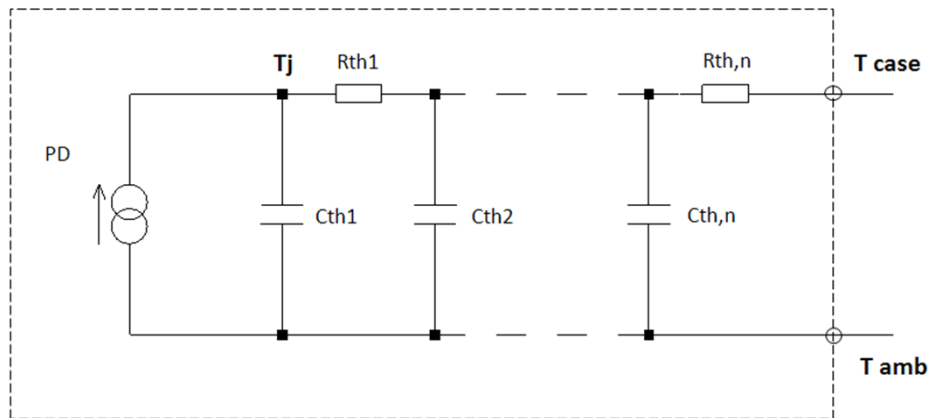 Tj
Rth1
Rth,n
T case
PD
Cth1
Cth2
Cth,n
T amb